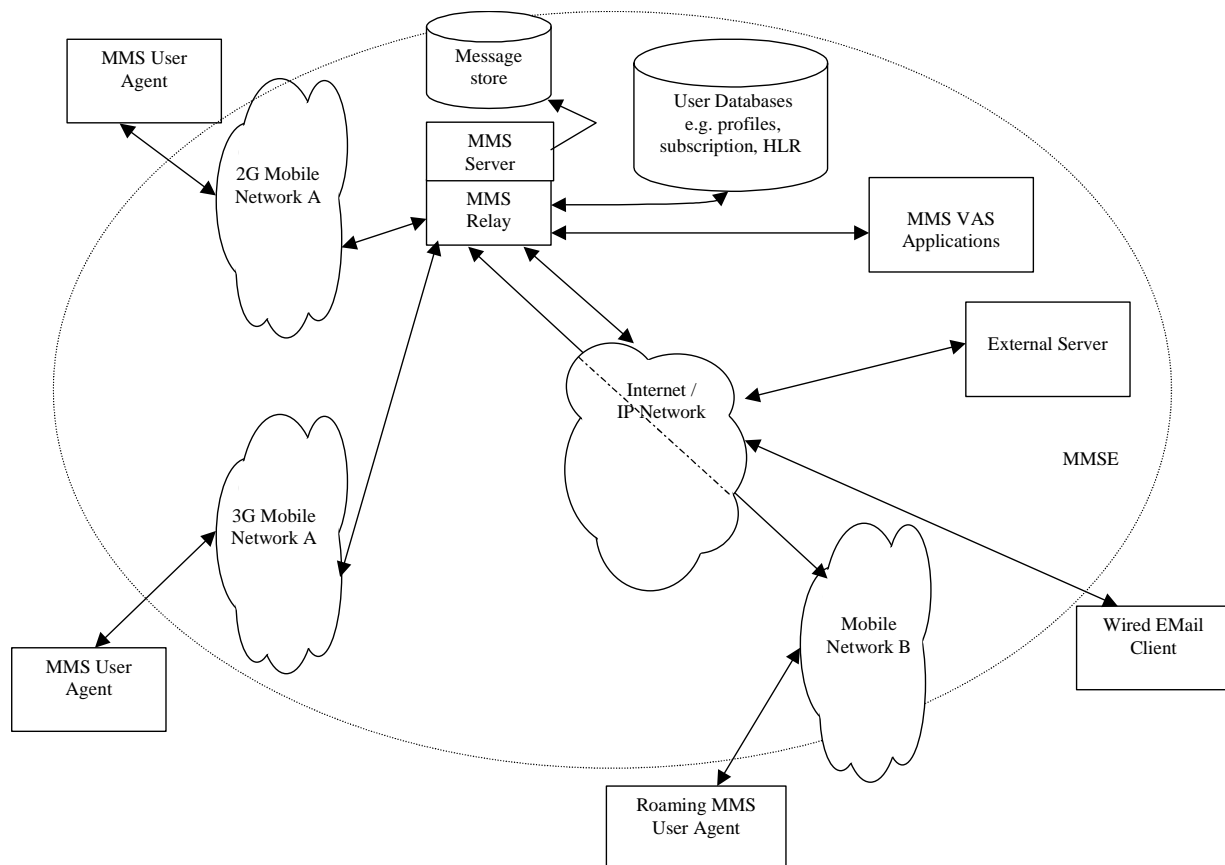 MMS User
Agent
Message
store
User Databases
e.g. profiles,
subscription, HLR
MMS
Server
2G Mobile
Network A
MMS
Relay
MMS VAS
Applications
External Server
Internet /
IP Network
MMSE
3G Mobile
Network A
Mobile
Network B
Wired EMail
Client
MMS User
Agent
Roaming MMS
User Agent